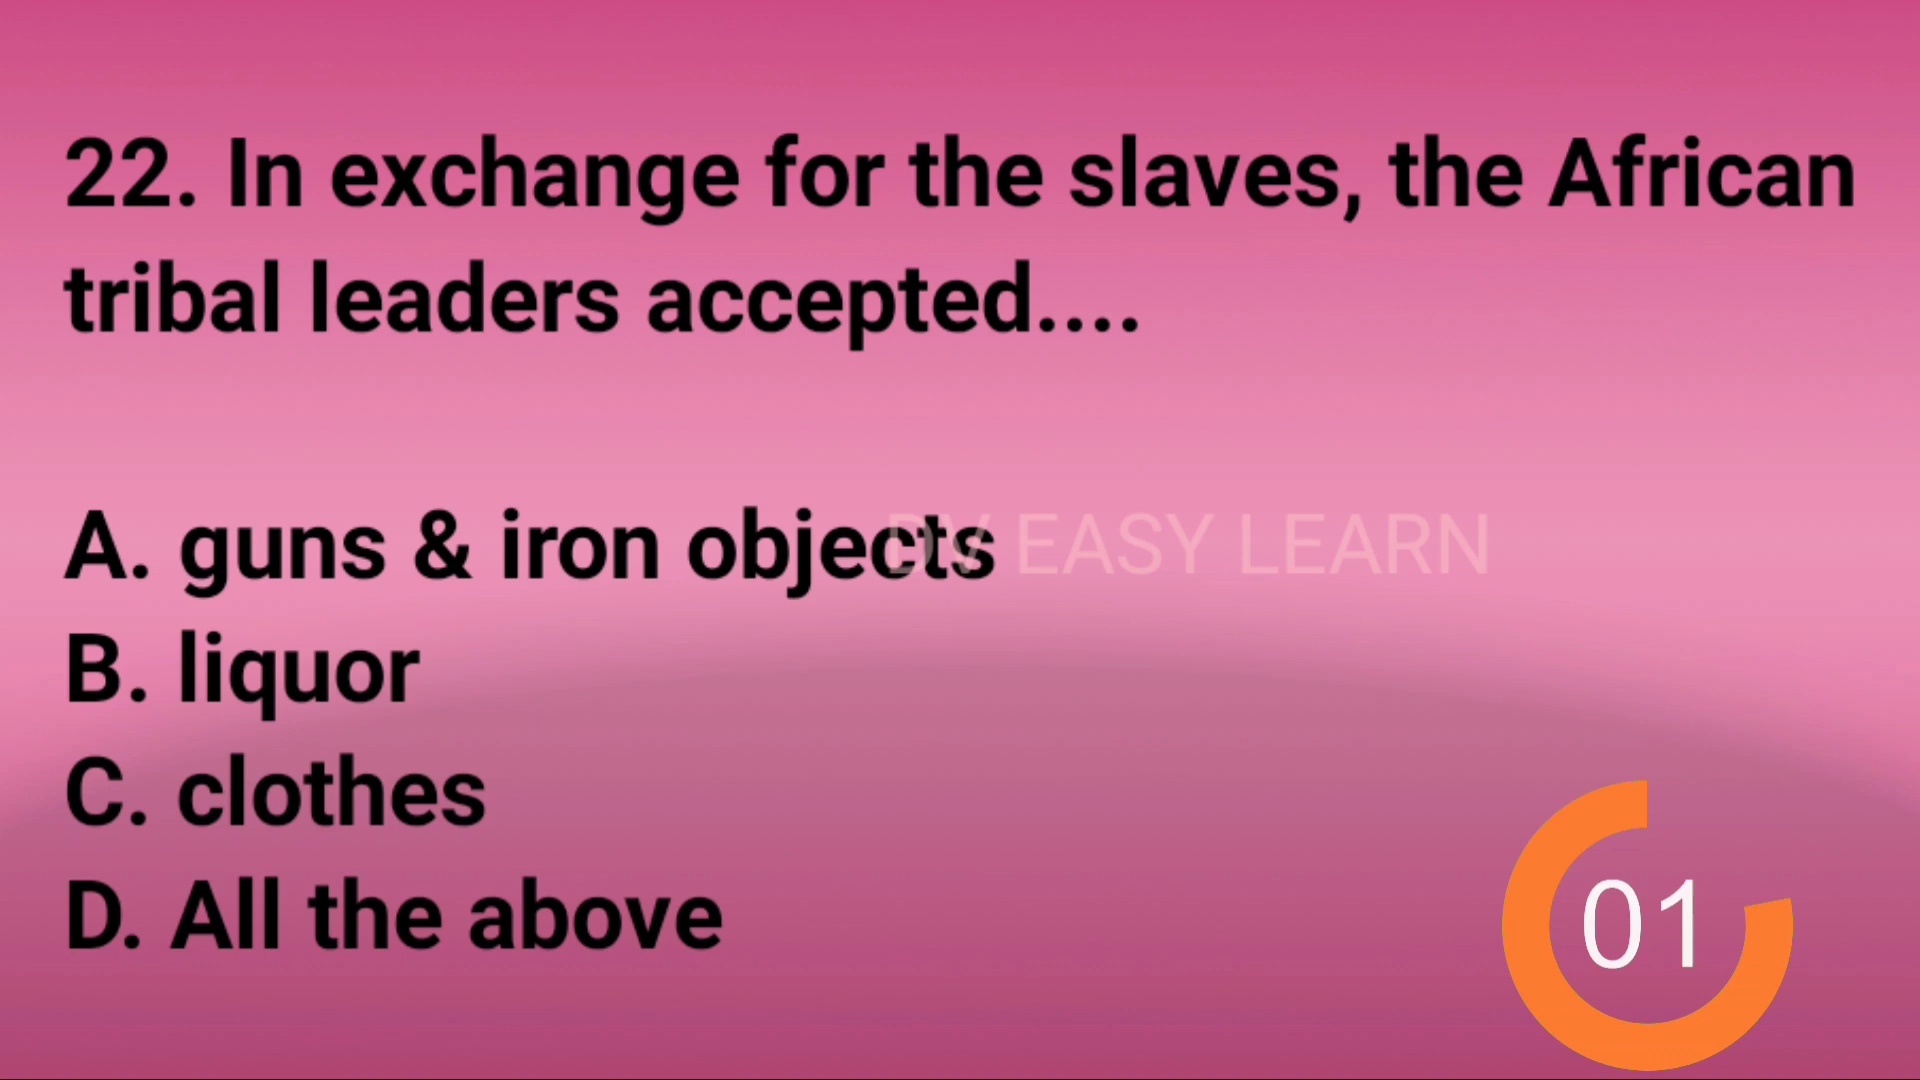 22. In exchange for the slaves, the African
tribal leaders accepted....
A. guns & iron objects
DV EASY LEARN
B. liquor
C. clothes
D. All the above
01